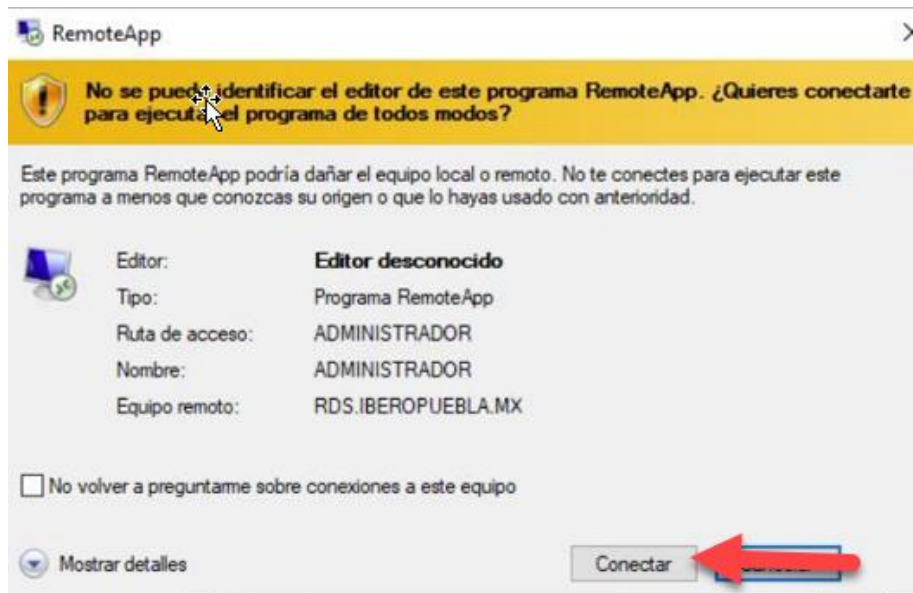 RemoteApp
No se puede identificar el editor de este programa RemoteApp. ¿Quieres conectarte
para ejecutar el programa de todos modos?
Este programa RemoteApp podría dañar el equipo local o remoto. No te conectes para ejecutar este
programa a menos que conozcas su origen o que lo hayas usado con anterioridad.
Editor: Editor desconocido
Tipo: Programa RemoteApp
Ruta de acceso: ADMINISTRADOR
Nombre: ADMINISTRADOR
Equipo remoto: RDS.IBEROPUEBLA.MX
No volver a preguntarme sobre conexiones a este equipo
Mostrar detalles Conectar